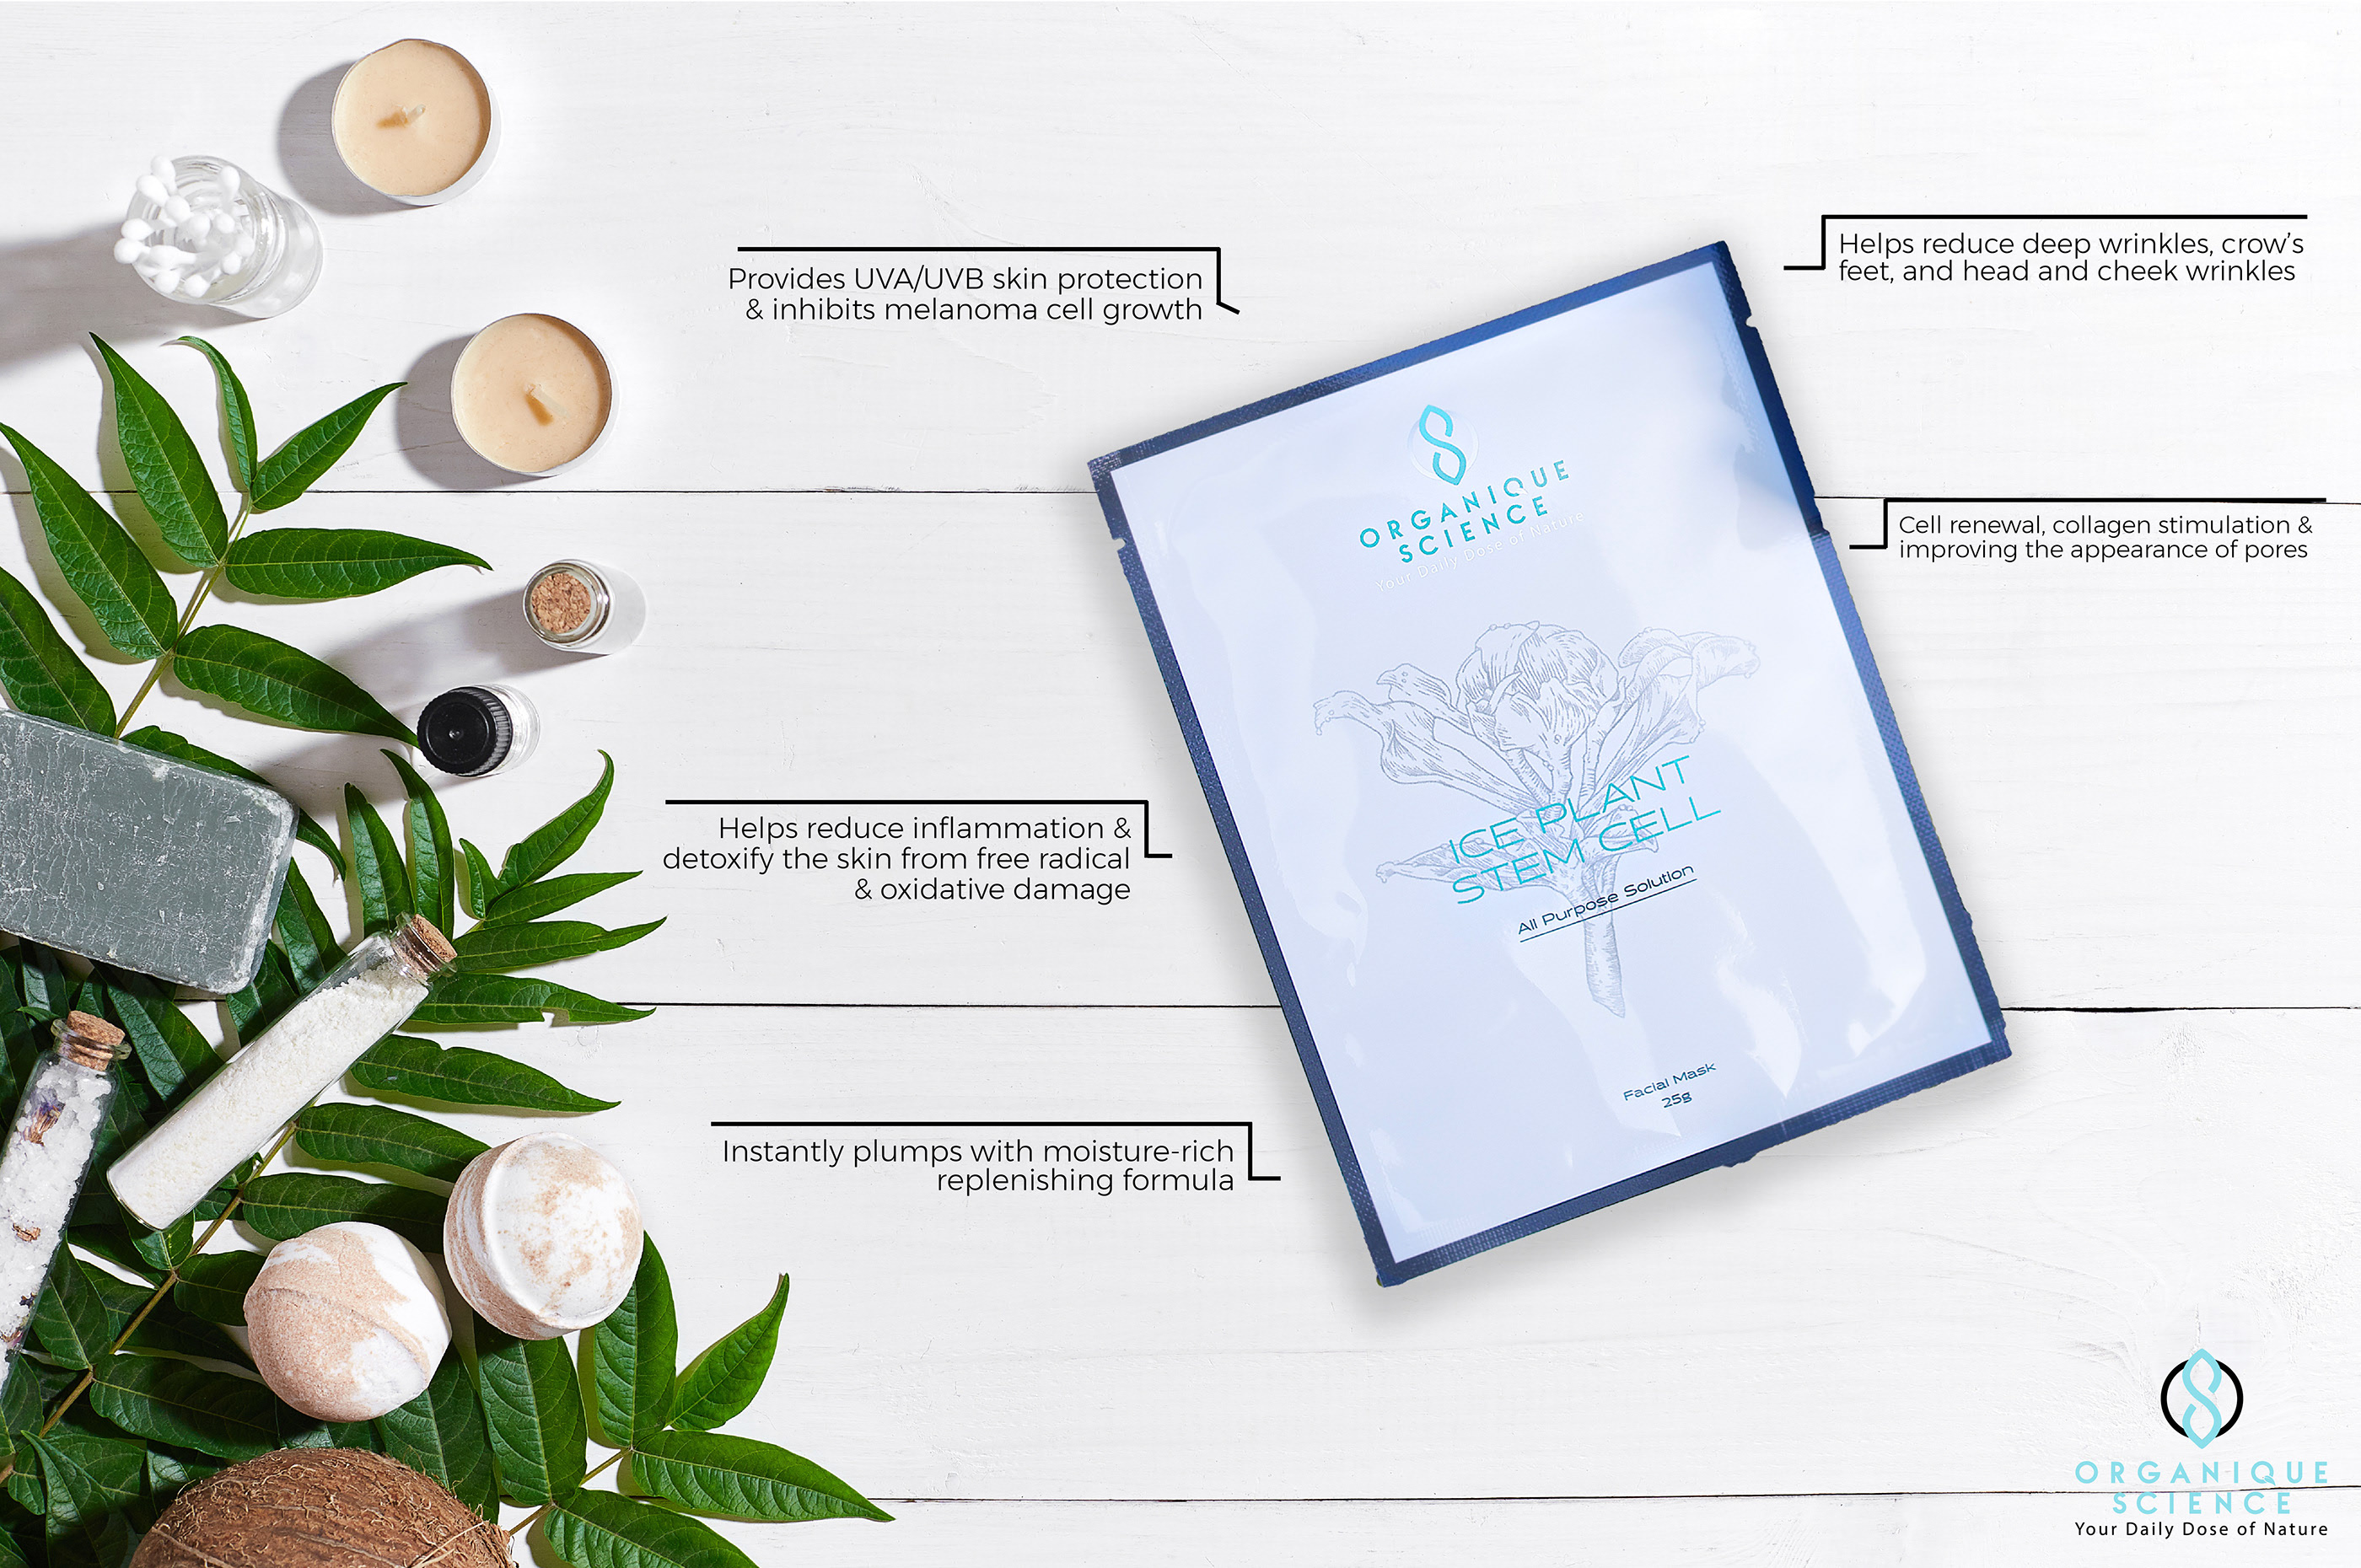 Provides UVA/UVB skin protection
& inhibits melanoma cell growth
Helps reduce deep wrinkles, crow's
feet, and head and cheek wrinkles
Cell renewal, collagen stimulation &
improving the appearance of pores
ORGANIQUE
SCIENCE
Your Daily Dose of Nature
ICE PLANT
STEM CELL
All Purpose Solution
Facial Mask
25g
Helps reduce inflammation &
detoxify the skin from free radical
& oxidative damage
Instantly plumps with moisture-rich
replenishing formula
ORGANIQUE
SCIENCE
Your Daily Dose of Nature